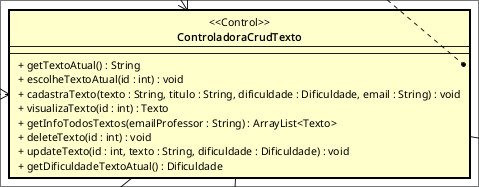 <<Control>>
ControladoraCrudTexto
+ getTextoAtual() : String
+ escolheTextoAtual(id : int) : void
+ cadastraTexto(texto : String, titulo : String, dificuldade : Dificuldade, email : String) : void
+ visualizaTexto(id : int) : Texto
+ getInfoTodosTextos(emailProfessor : String) : ArrayList<Texto>
+ deleteTexto(id : int) : void
+ updateTexto(id : int, texto : String, dificuldade : Dificuldade) : void
+ getDificuldadeTextoAtual() : Dificuldade